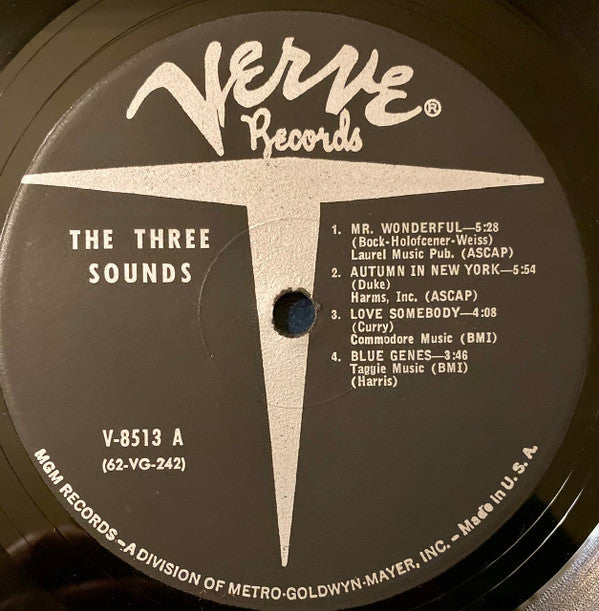 Verve®
Records
THE THREE
SOUNDS
1. MR. WONDERFUL—5:28
(Bock-Holofcener-Weiss)
Laurel Music Pub. (ASCAP)
2. AUTUMN IN NEW YORK—5:54
(Duke)
Harms, Inc. (ASCAP)
3. LOVE SOMEBODY—4:08
(Curry)
Commodore Music (BMI)
4. BLUE GENES—3:46
Taggie Music (BMI)
(Harris)
V-8513 A
(62-VG-242)
MGM RECORDS – A DIVISION OF METRO-GOLDWYN-MAYER, INC. – Made in U. S. A.